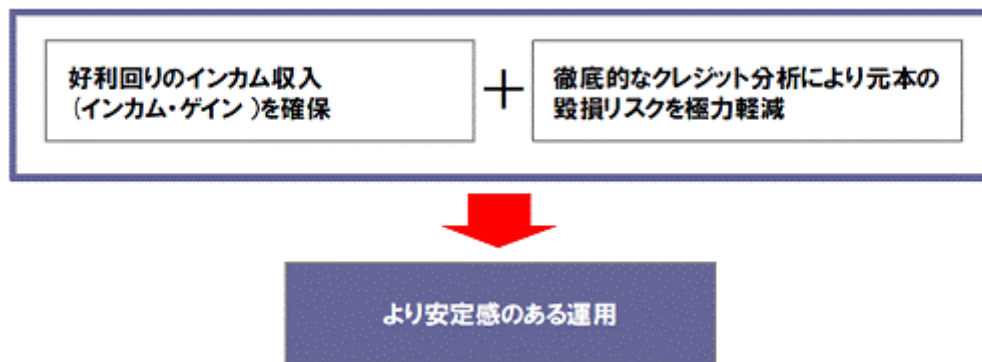 好利回りのインカム収入
(インカム・ゲイン )を確保
+
徹底的なクレジット分析により元本の
毀損リスクを極力軽減
より安定感のある運用